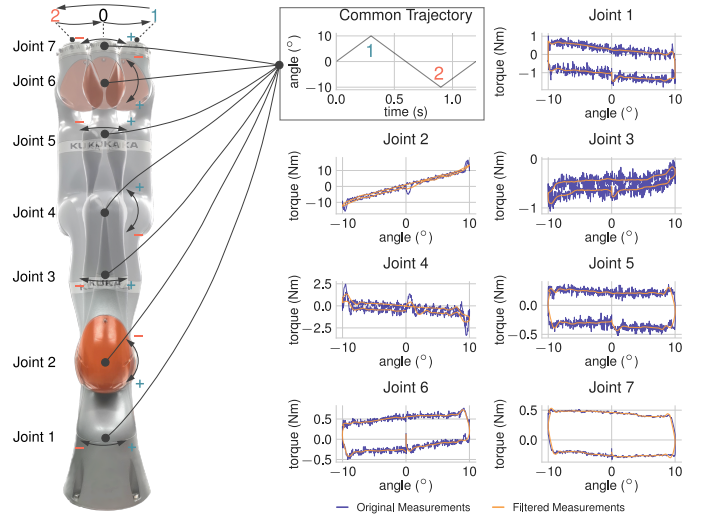 2 0 1
Joint 7
Joint 6
Joint 5
Joint 4
Joint 3
Joint 2
Joint 1
− +
− +
− +
KUKA
+ −
− +
KUKA
− +
−
Common Trajectory
angle (°)
10
0
−10
1
2
0.0 0.5 1.0
time (s)
Joint 1
torque (Nm)
1
0
−1
−10 0 10
angle (°)
Joint 2
torque (Nm)
10
0
−10
−10 0 10
angle (°)
Joint 3
torque (Nm)
0
−1
−10 0 10
angle (°)
Joint 4
torque (Nm)
2.5
0.0
−2.5
−10 0 10
angle (°)
Joint 5
torque (Nm)
0.0
−0.5
−10 0 10
angle (°)
Joint 6
torque (Nm)
0.5
0.0
−0.5
−10 0 10
angle (°)
Joint 7
torque (Nm)
0.5
0.0
−10 0 10
angle (°)
Original Measurements Filtered Measurements